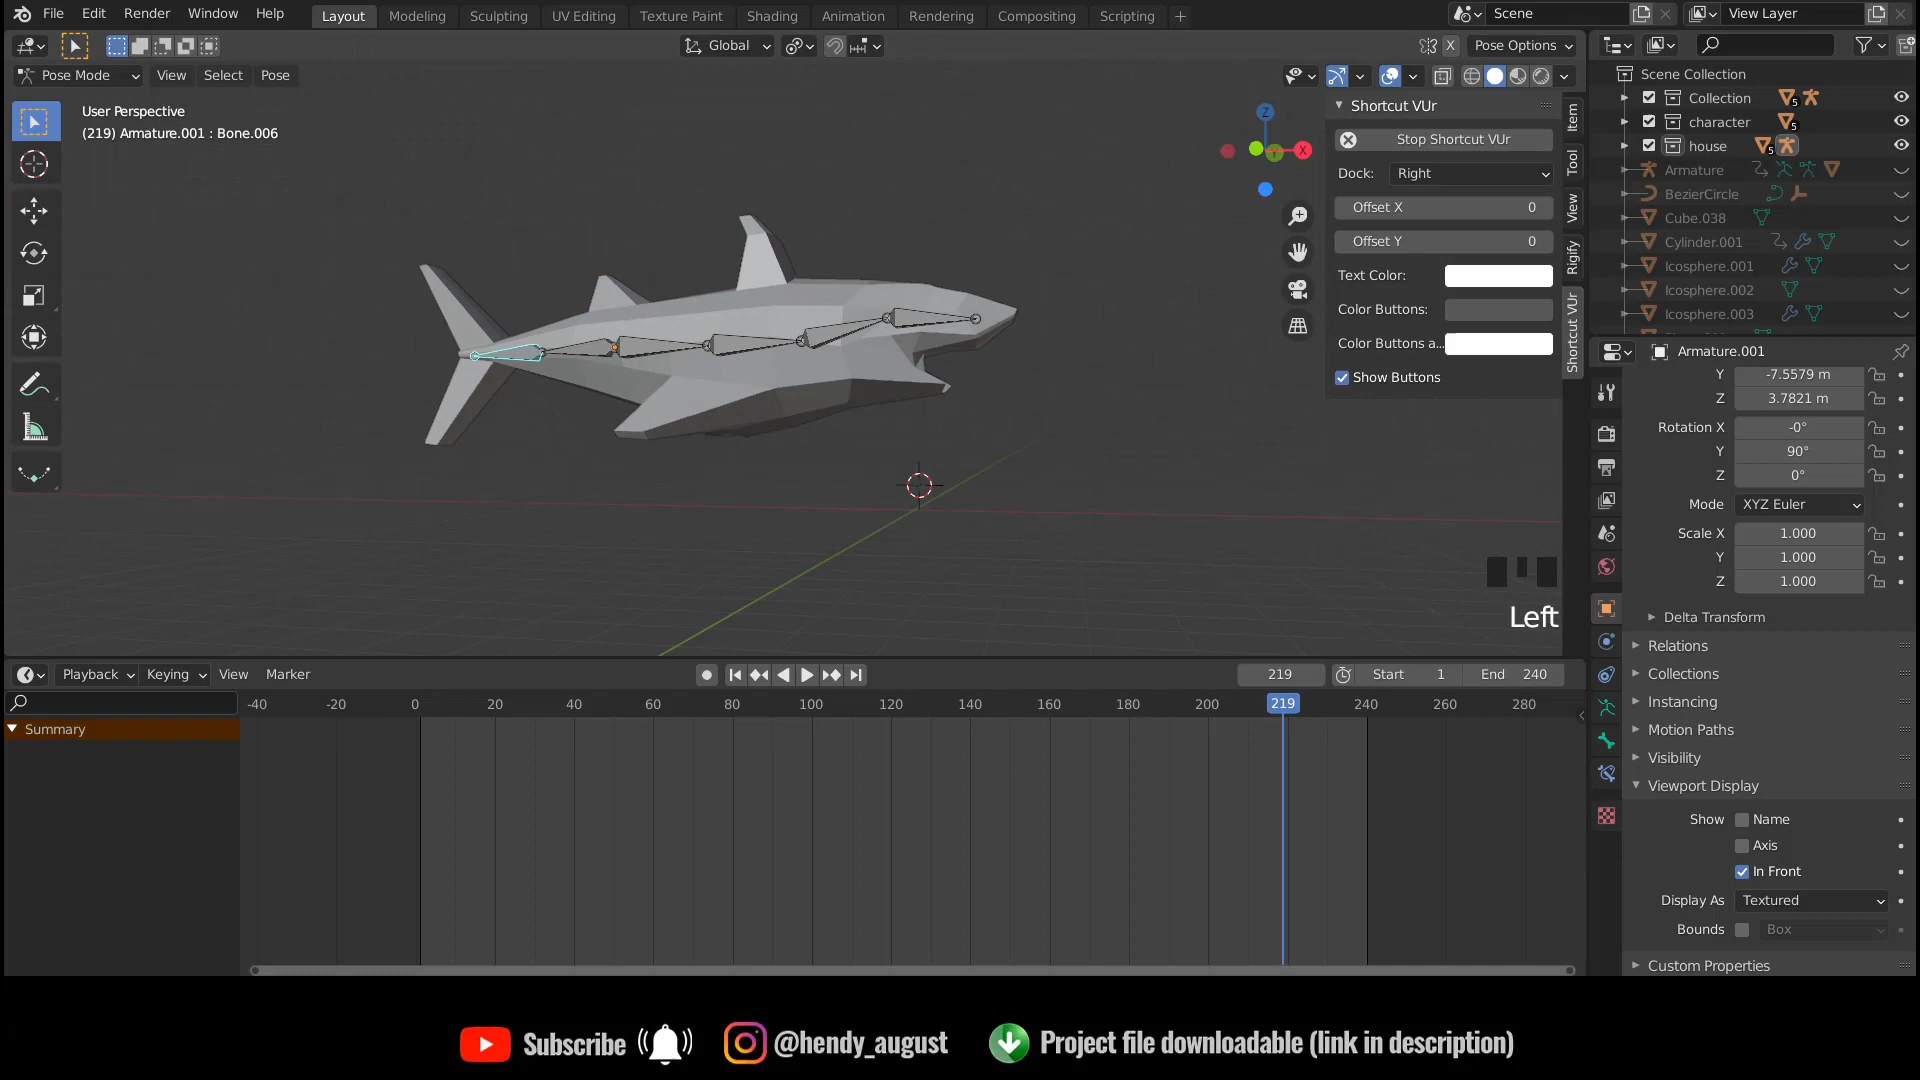 File Edit Render Window Help Layout Modeling Sculpting UV Editing Texture Paint Shading Animation Rendering Compositing Scripting Scene View Layer
Global X Pose Options
Pose Mode View Select Pose
User Perspective
(219) Armature.001 : Bone.006
Z
X
Shortcut VUr
Stop Shortcut VUr
Dock: Right
Offset X 0
Offset Y 0
Text Color:
Color Buttons:
Color Buttons a...
Show Buttons
Item
Tool
View
Rigify
Shortcut VUr
Left
Scene Collection
Collection 5
character 5
house 5
Armature
BezierCircle
Cube.038
Cylinder.001
Icosphere.001
Icosphere.002
Icosphere.003
Armature.001
Y -7.5579 m
Z 3.7821 m
Rotation X -0°
Y 90°
Z 0°
Mode XYZ Euler
Scale X 1.000
Y 1.000
Z 1.000
Delta Transform
Relations
Collections
Instancing
Motion Paths
Visibility
Viewport Display
Show Name
Axis
In Front
Display As Textured
Bounds Box
Custom Properties
Playback Keying View Marker 219 Start 1 End 240
-40 -20 0 20 40 60 80 100 120 140 160 180 200 219 240 260 280
Summary
Subscribe @hendy_august Project file downloadable (link in description)